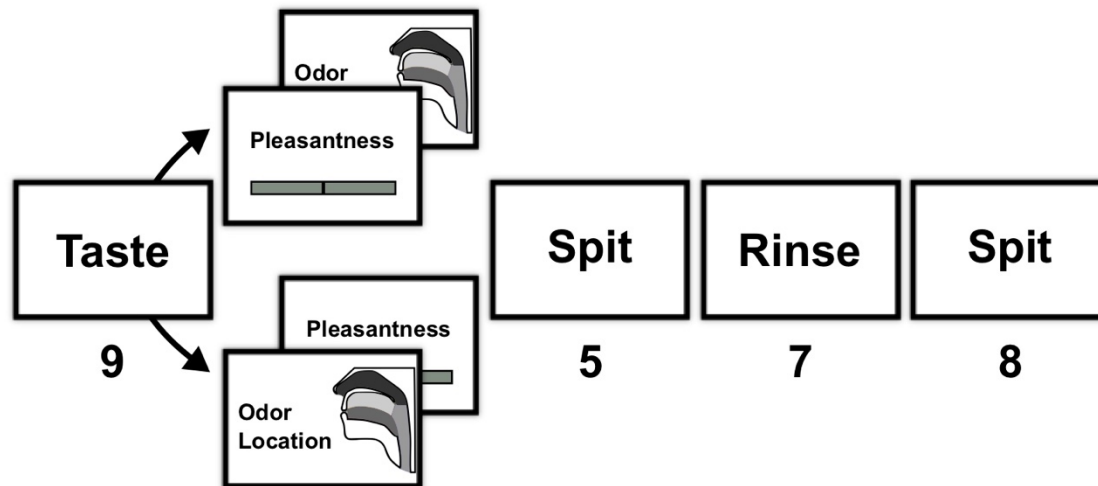 Odor
Pleasantness
Taste
9
Pleasantness
Odor
Location
Spit
5
Rinse
7
Spit
8